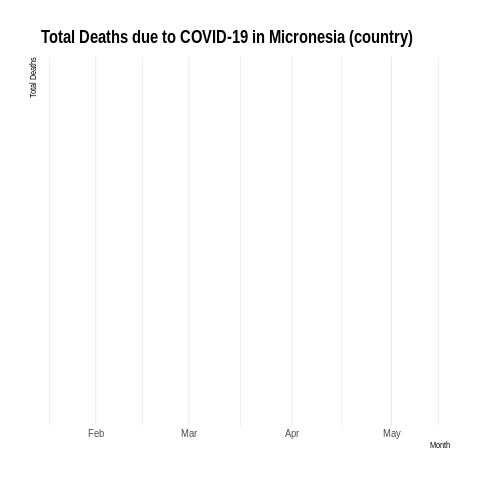 Total Deaths due to COVID-19 in Micronesia (country)
Total Deaths
Feb Mar Apr May
Month